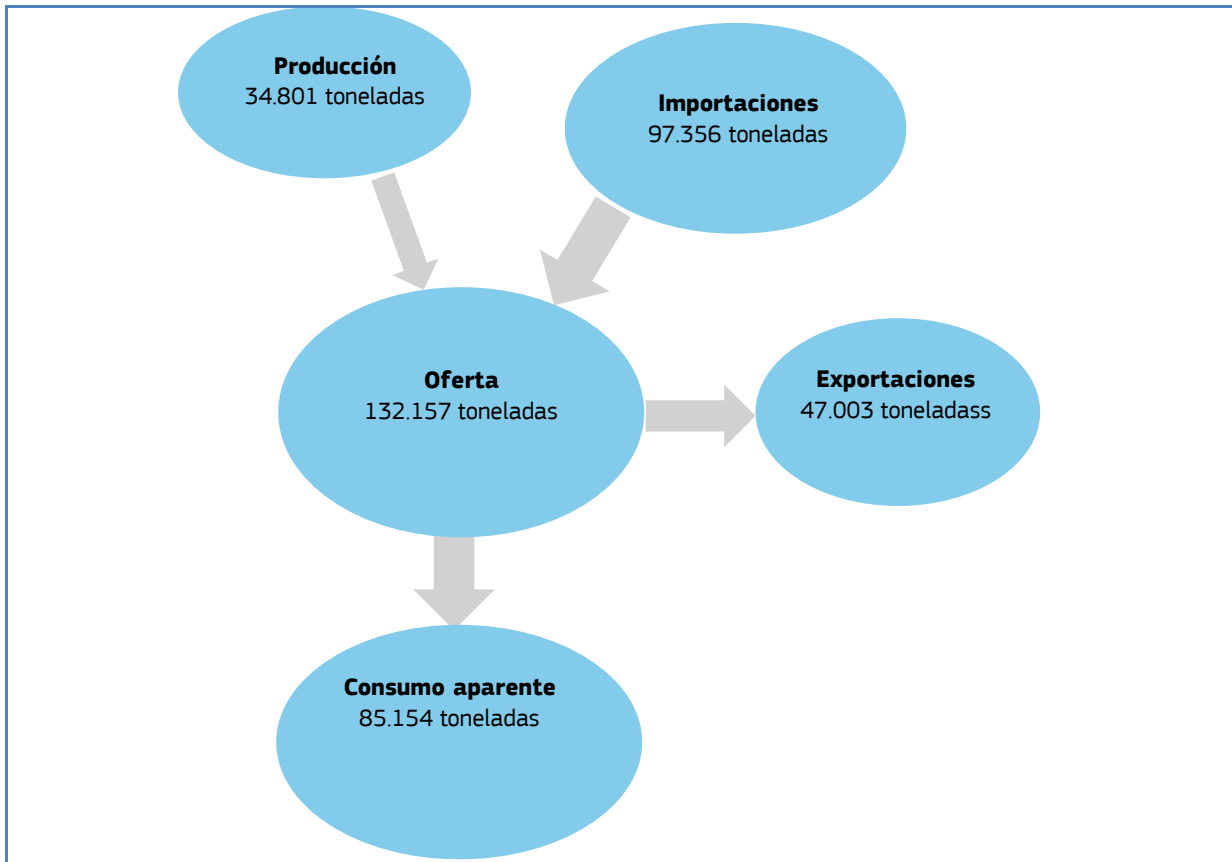 Producción
34.801 toneladas
Importaciones
97.356 toneladas
Oferta
132.157 toneladas
Exportaciones
47.003 toneladass
Consumo aparente
85.154 toneladas